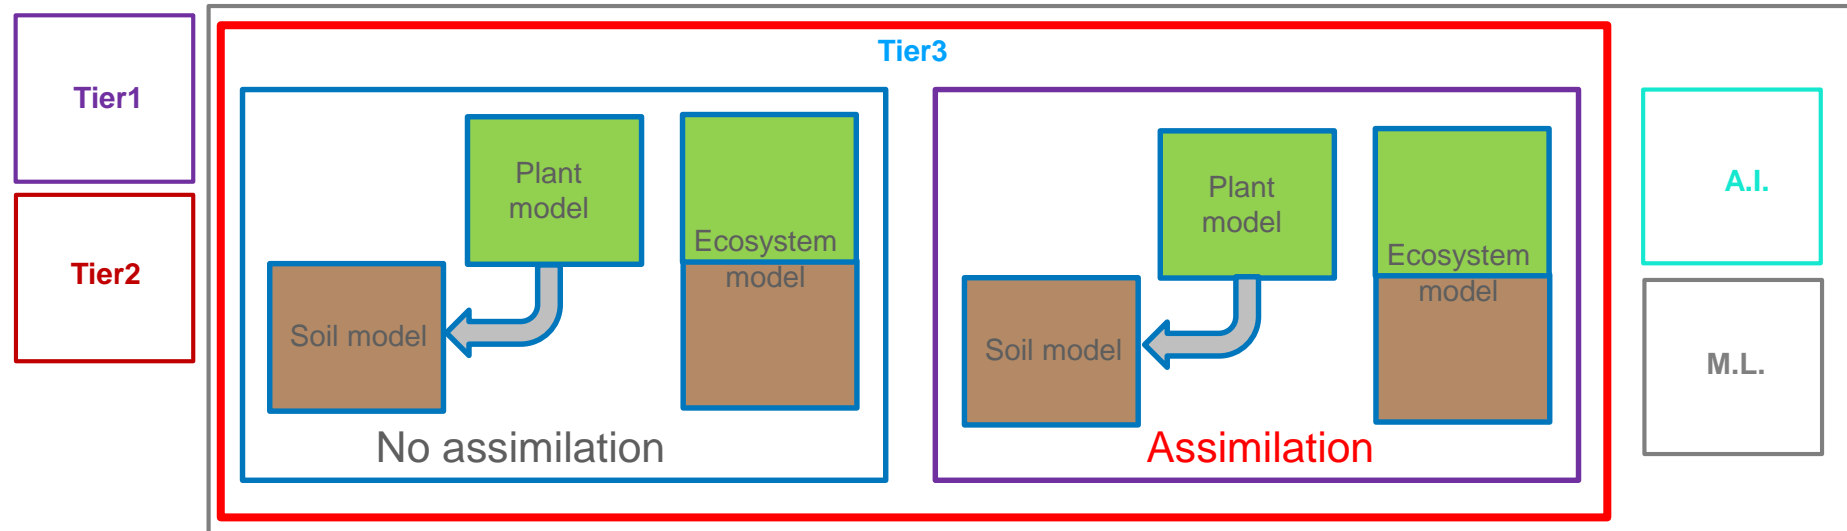 Tier1
Tier2
Tier3
Plant
model
Soil model
Ecosystem
model
No assimilation
Plant
model
Soil model
Ecosystem
model
Assimilation
A.I.
M.L.